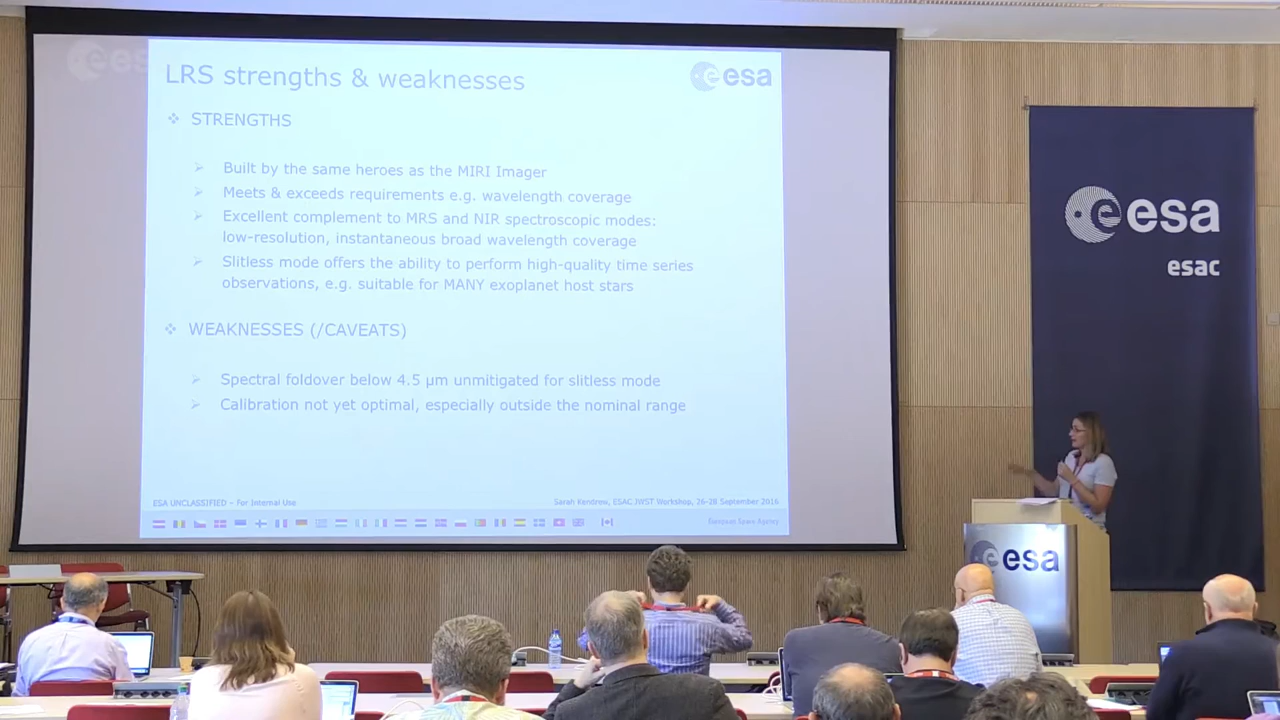 esa
LRS strengths & weaknesses
esa
STRENGTHS
Built by the same heroes as the MIRI Imager
Meets & exceeds requirements e.g. wavelength coverage
Excellent complement to MRS and NIR spectroscopic modes:
low-resolution, instantaneous broad wavelength coverage
Slitless mode offers the ability to perform high-quality time series
observations, e.g. suitable for MANY exoplanet host stars
WEAKNESSES (/CAVEATS)
Spectral foldover below 4.5 µm unmitigated for slitless mode
Calibration not yet optimal, especially outside the nominal range
ESA UNCLASSIFIED – For Internal Use
Sarah Kendrew, ESAC JWST Workshop, 26-28 September 2016
European Space Agency
esa
esac
esa